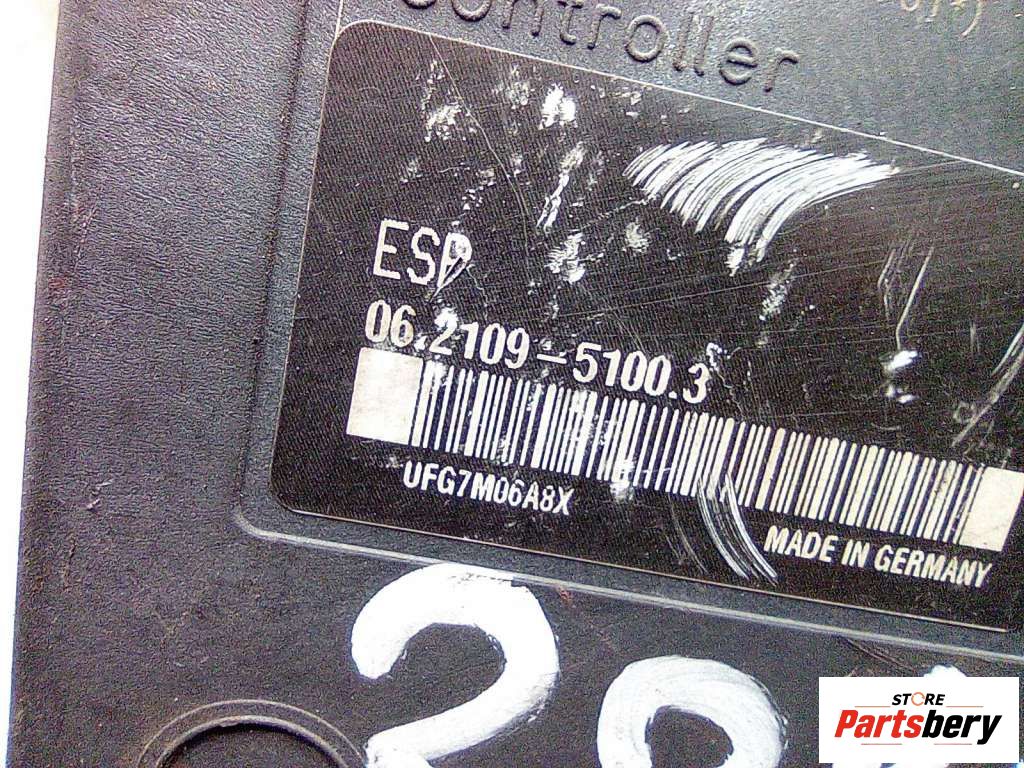 controller
ESP
06.2109-5100.3
UFG7M06A8X
MADE IN GERMANY
STORE
Partsbery